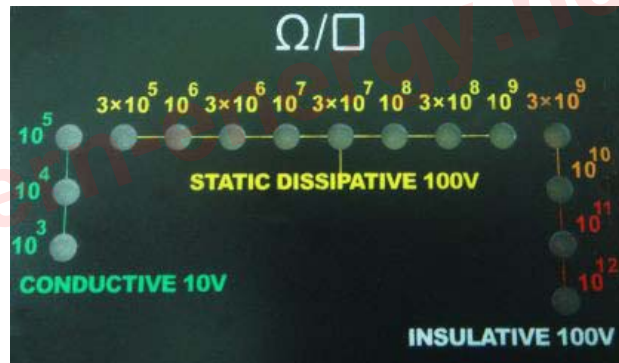 Ω/□
3×10⁵ 10⁶ 3×10⁶ 10⁷ 3×10⁷ 10⁸ 3×10⁸ 10⁹ 3×10⁹
10⁵
10¹⁰
10⁴
STATIC DISSIPATIVE 100V
10¹¹
10³
10¹²
CONDUCTIVE 10V
INSULATIVE 100V